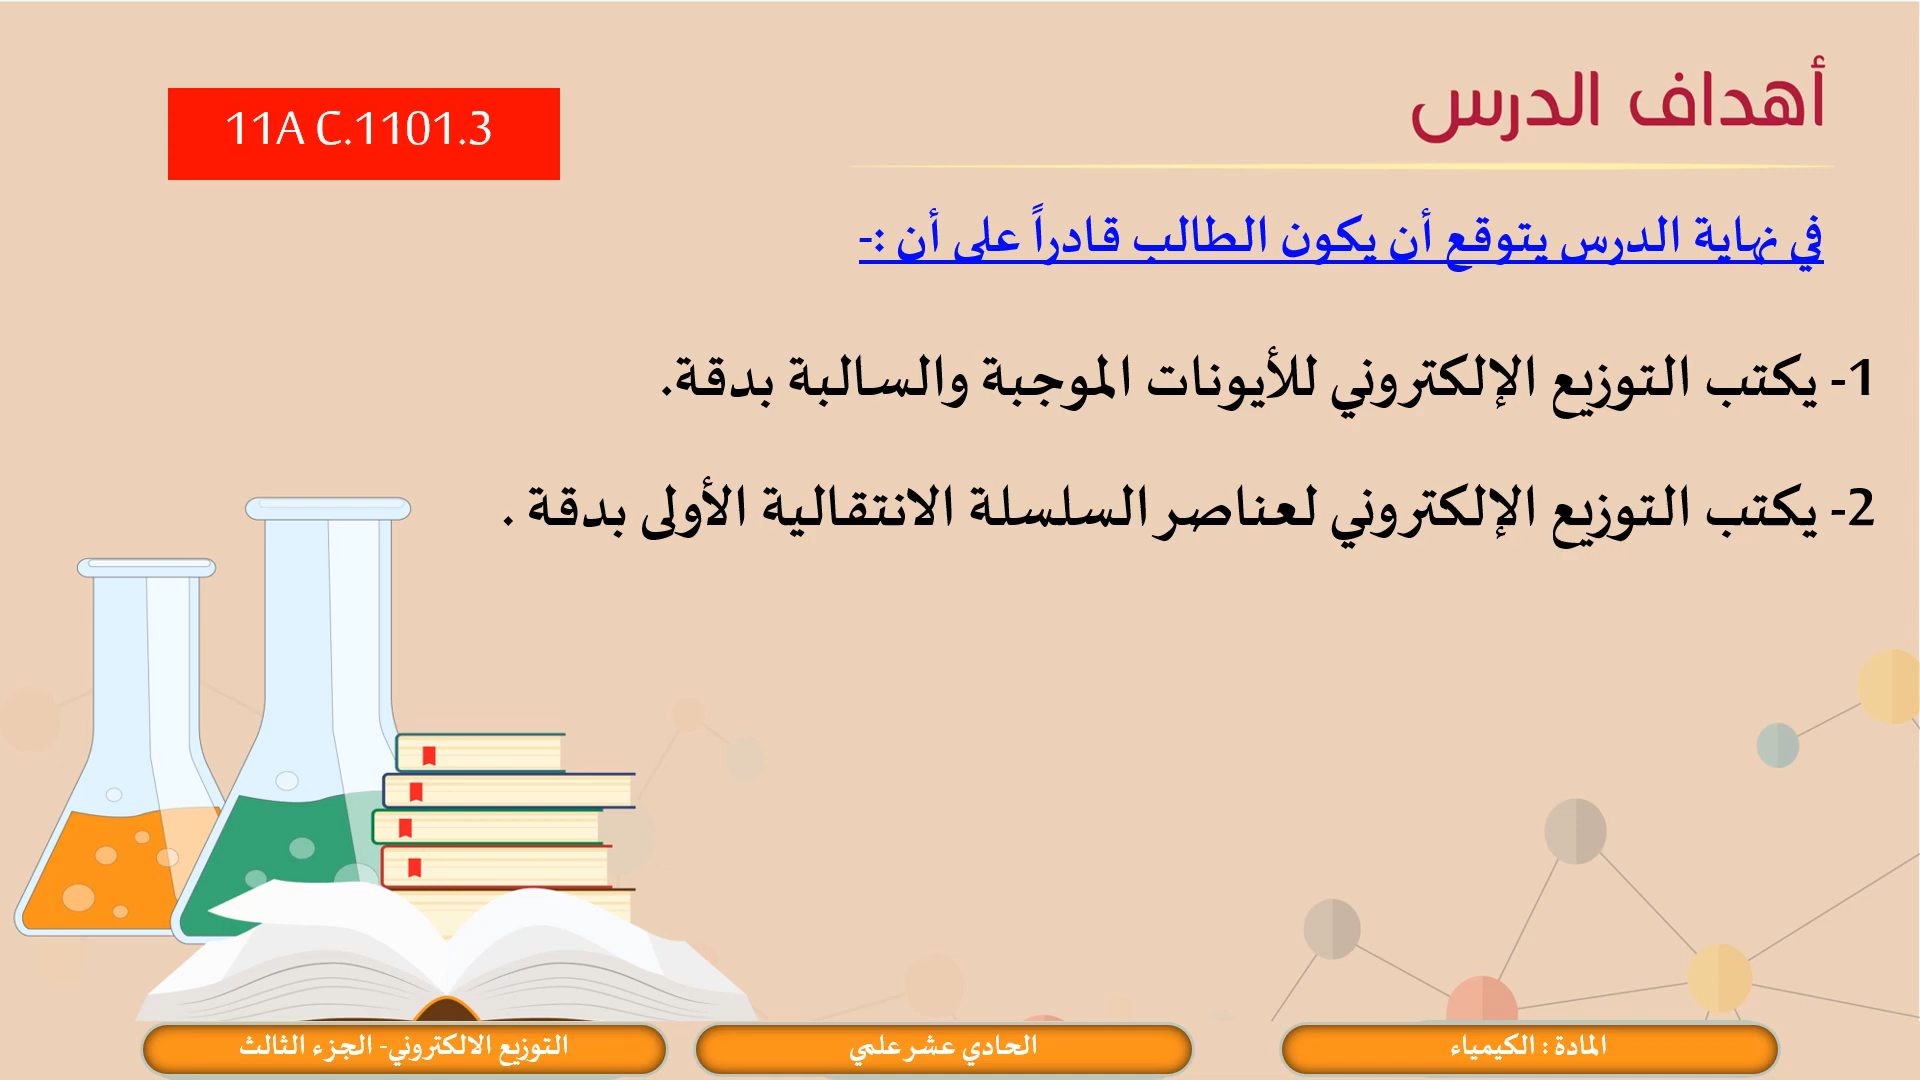 أهداف الدرس
11A C.1101.3
في نهاية الدرس يتوقع أن يكون الطالب قادراً على أن :-
1- يكتب التوزيع الإلكتروني للأيونات الموجبة والسالبة بدقة.
2- يكتب التوزيع الإلكتروني لعناصر السلسلة الانتقالية الأولى بدقة .
المادة : الكيمياء
الحادي عشر علمي
التوزيع الالكتروني- الجزء الثالث